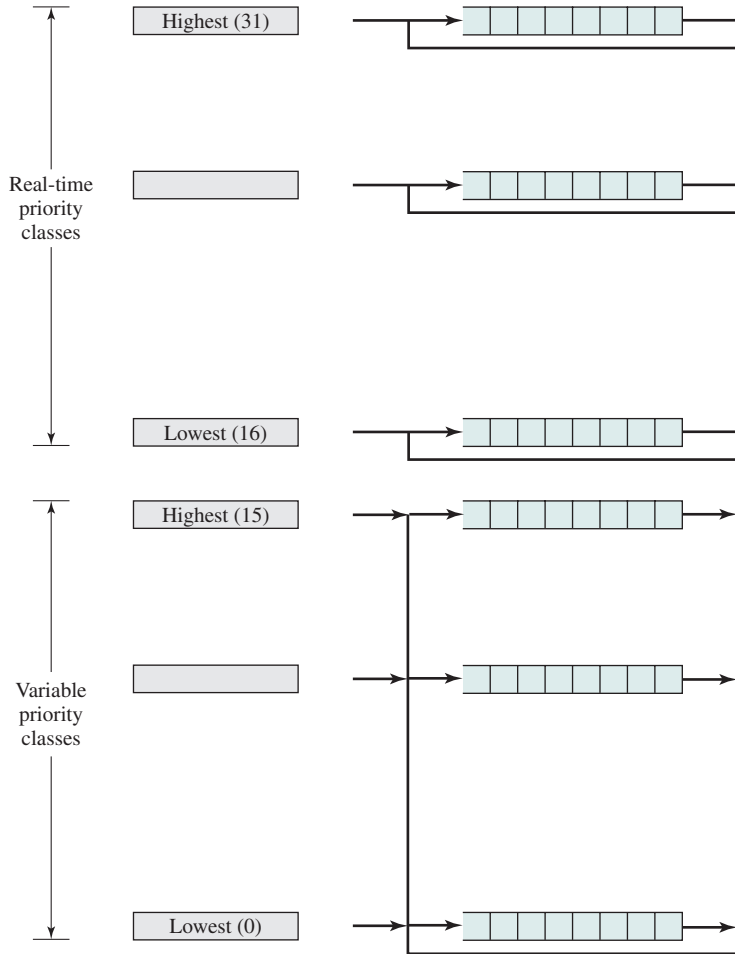 Highest (31)
Real-time
priority
classes
Lowest (16)
Highest (15)
Variable
priority
classes
Lowest (0)